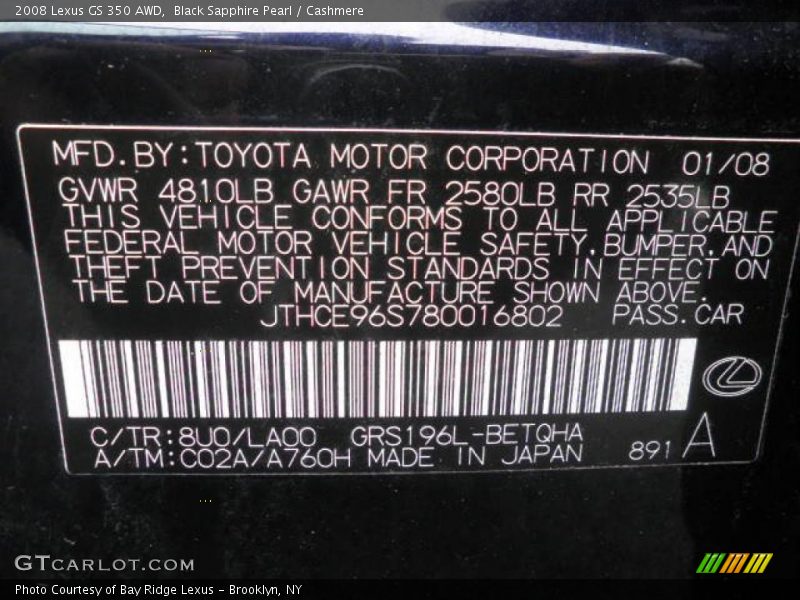 2008 Lexus GS 350 AWD,  Black Sapphire Pearl / Cashmere
MFD.BY:TOYOTA MOTOR CORPORATION 01/08
GVWR 4810LB GAWR FR 2580LB RR 2535LB
THIS VEHICLE CONFORMS TO ALL APPLICABLE
FEDERAL MOTOR VEHICLE SAFETY,BUMPER,AND
THEFT PREVENTION STANDARDS IN EFFECT ON
THE DATE OF MANUFACTURE SHOWN ABOVE.
JTHCE96S780016802 PASS.CAR
C/TR:8U0/LA00 GRS196L-BETQHA
A/TM:C02A/A760H MADE IN JAPAN 891 A
GTCARLOT.COM
Photo Courtesy of Bay Ridge Lexus – Brooklyn, NY